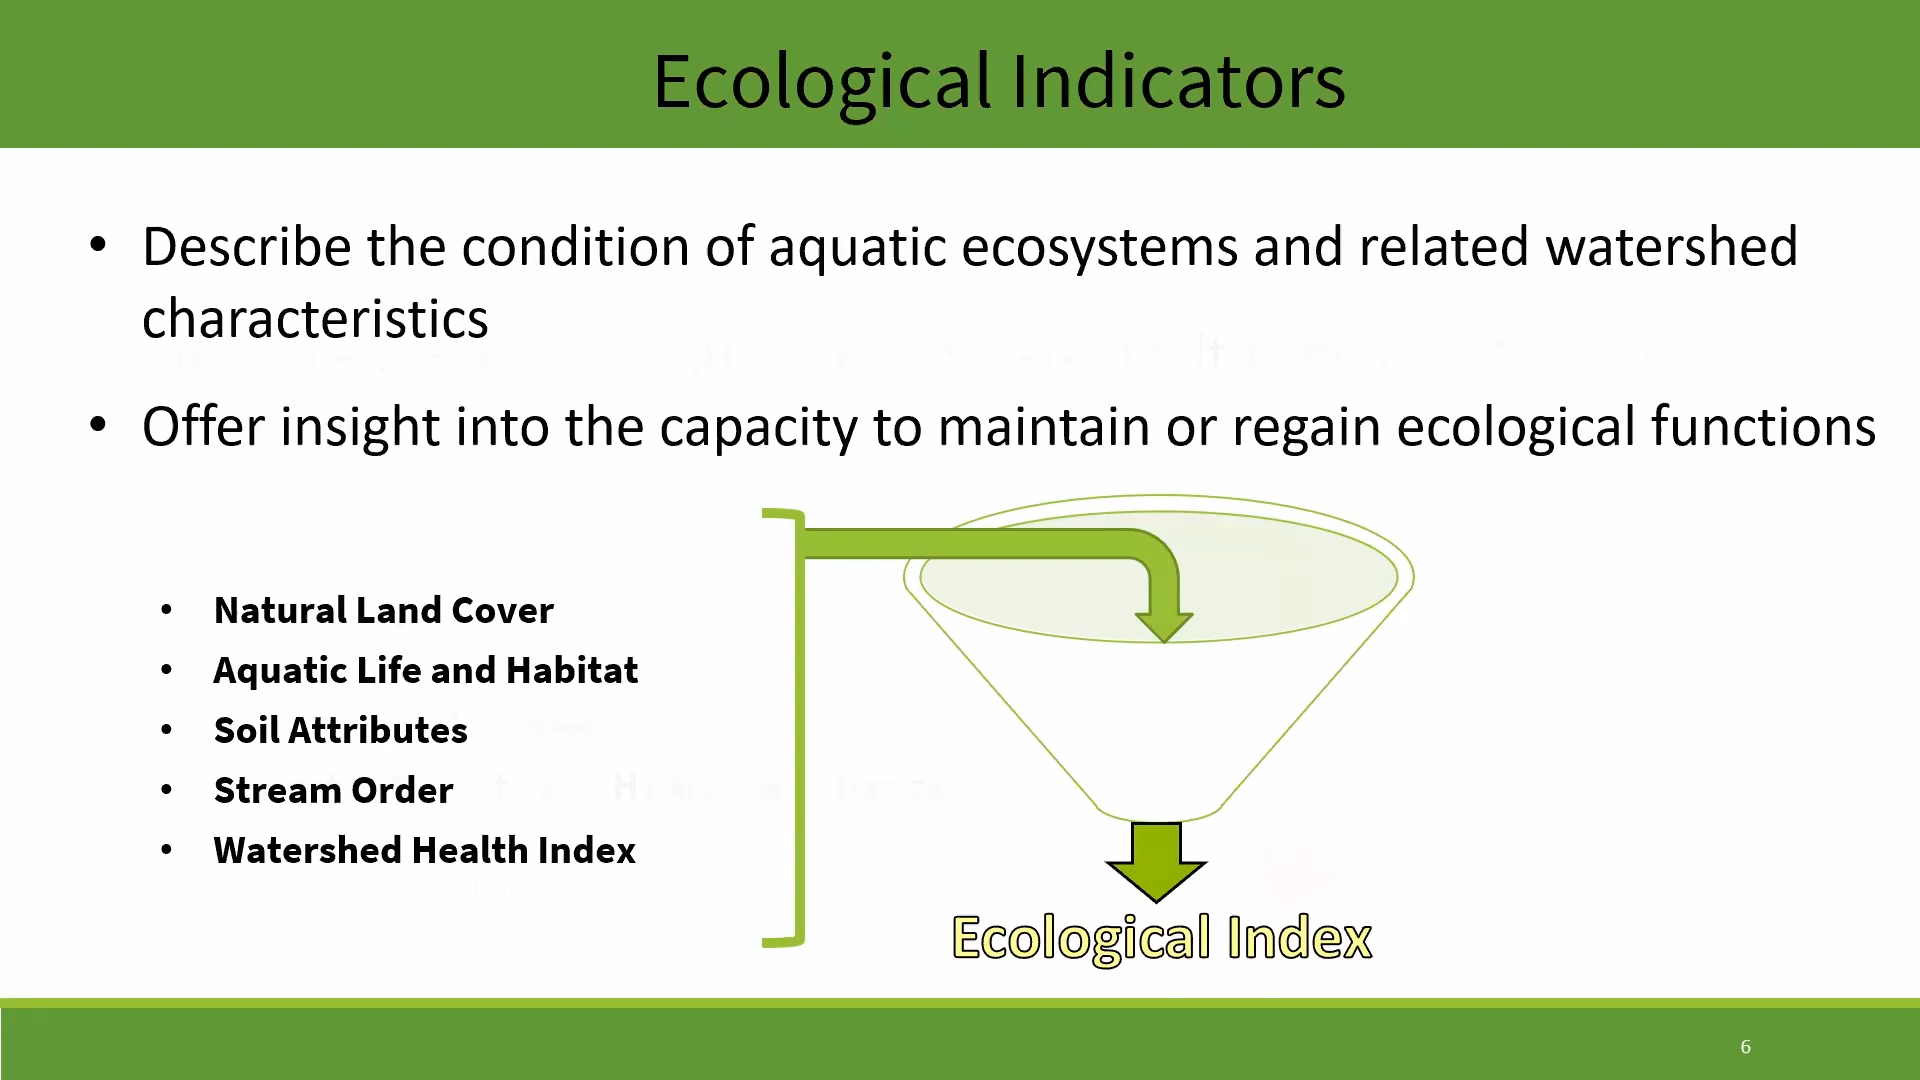 Ecological Indicators
• Describe the condition of aquatic ecosystems and related watershed
characteristics
• Offer insight into the capacity to maintain or regain ecological functions
• Natural Land Cover
• Aquatic Life and Habitat
• Soil Attributes
• Stream Order
• Watershed Health Index
Ecological Index
6